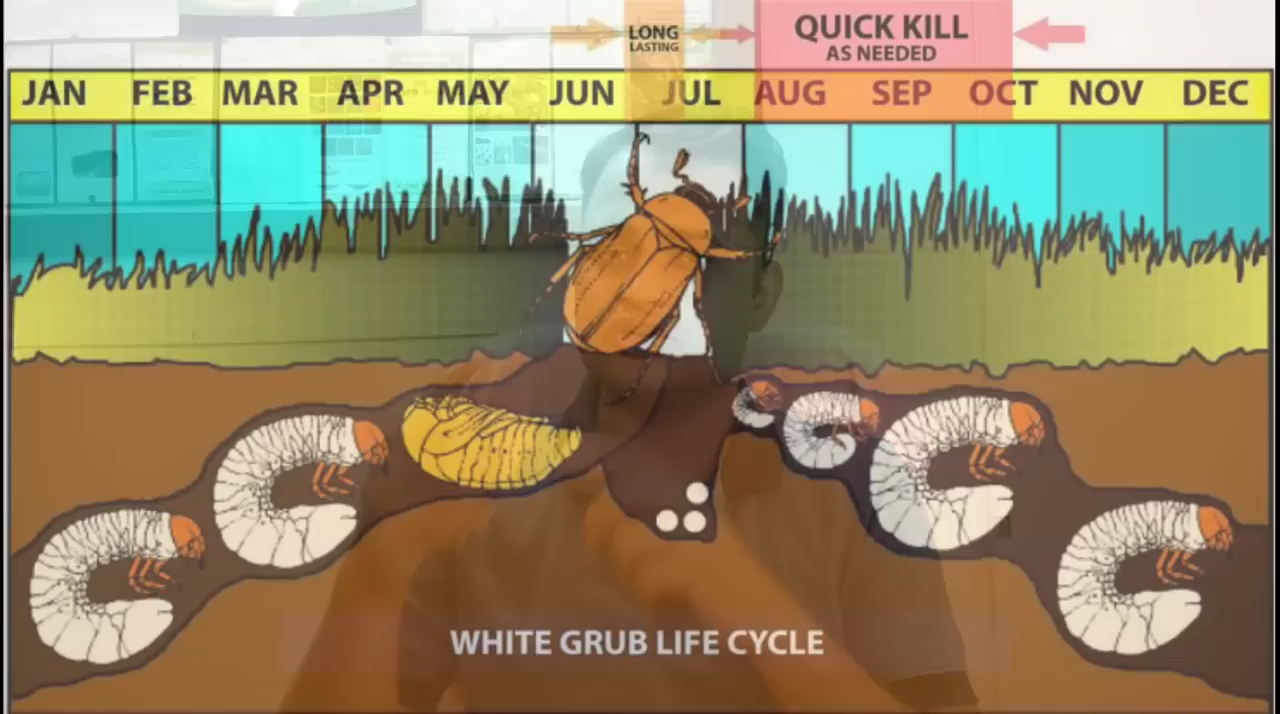 LONG
LASTING
QUICK KILL
AS NEEDED
JAN FEB MAR APR MAY JUN JUL AUG SEP OCT NOV DEC
WHITE GRUB LIFE CYCLE